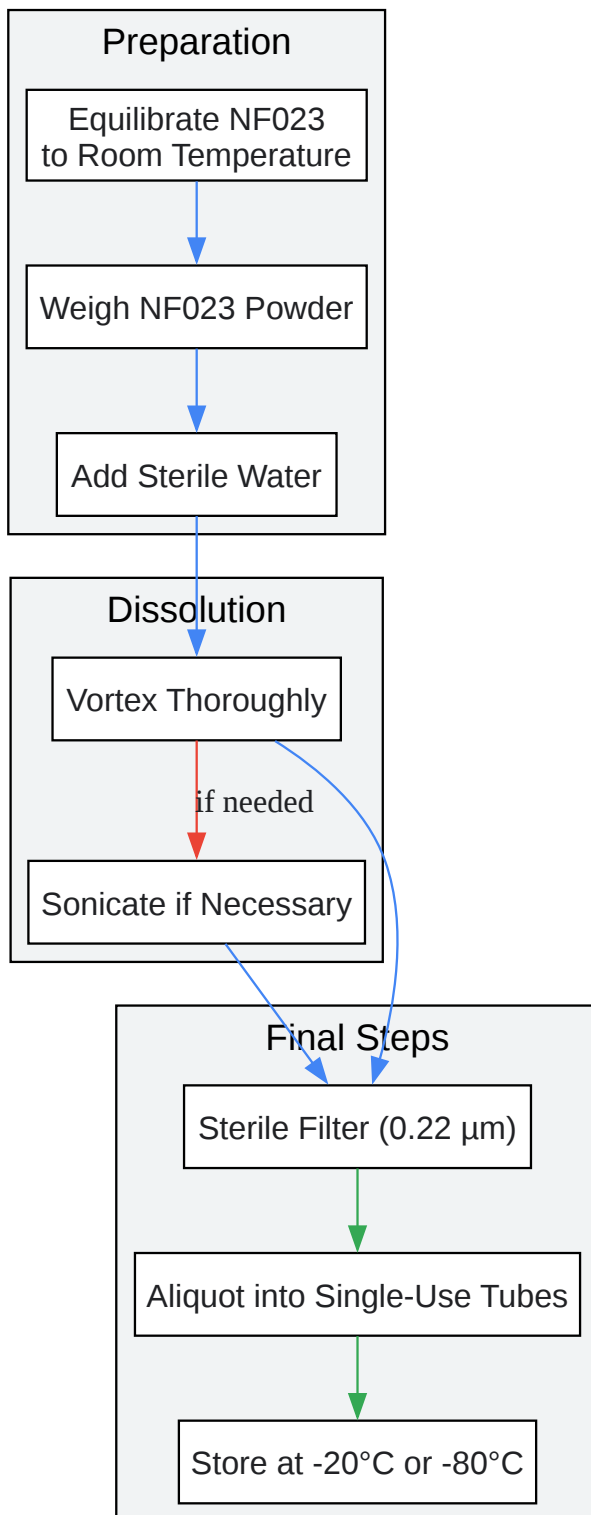 Preparation
Equilibrate NF023
to Room Temperature
Weigh NF023 Powder
Add Sterile Water
Dissolution
Vortex Thoroughly
if needed
Sonicate if Necessary
Final Steps
Sterile Filter (0.22 µm)
Aliquot into Single-Use Tubes
Store at -20°C or -80°C